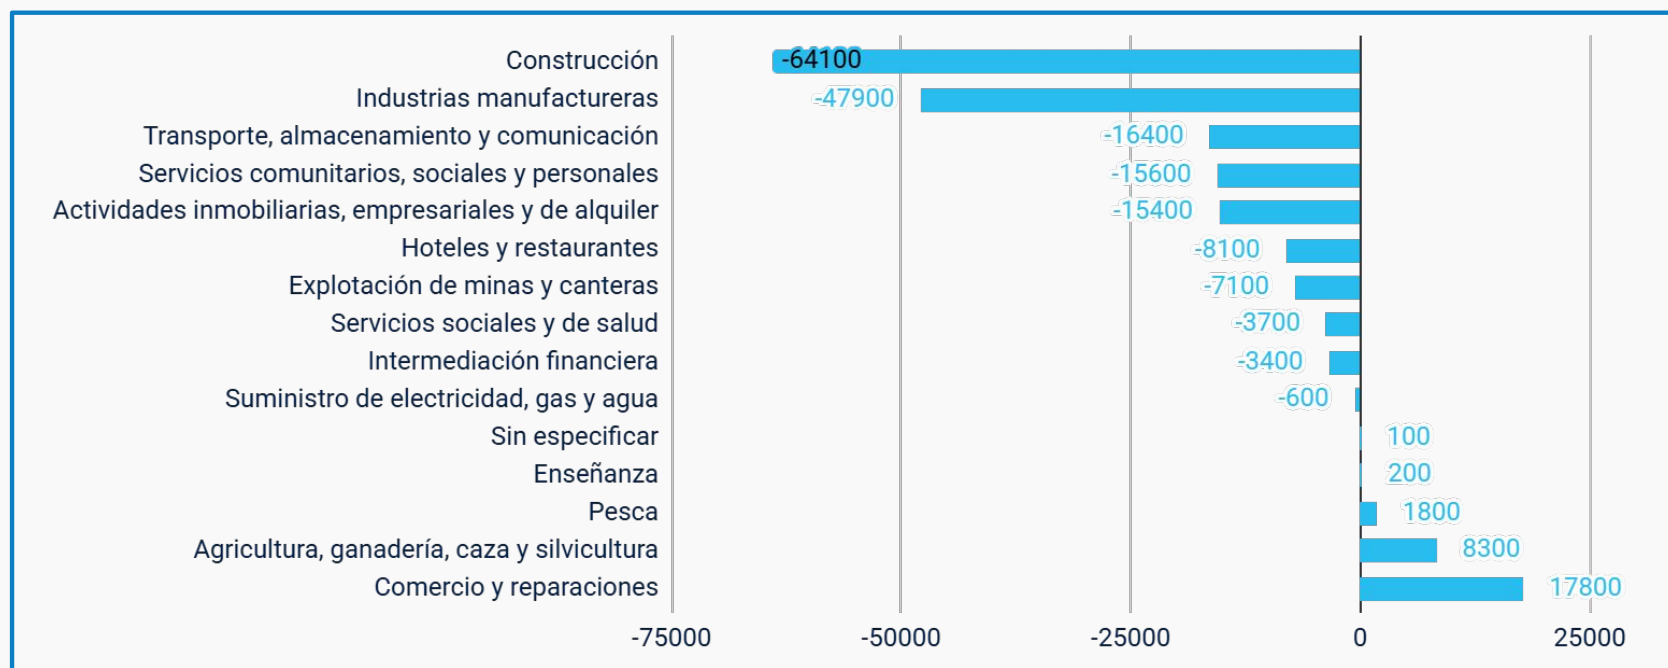 Construcción -64100
Industrias manufactureras -47900
Transporte, almacenamiento y comunicación -16400
Servicios comunitarios, sociales y personales -15600
Actividades inmobiliarias, empresariales y de alquiler -15400
Hoteles y restaurantes -8100
Explotación de minas y canteras -7100
Servicios sociales y de salud -3700
Intermediación financiera -3400
Suministro de electricidad, gas y agua -600
Sin especificar 100
Enseñanza 200
Pesca 1800
Agricultura, ganadería, caza y silvicultura 8300
Comercio y reparaciones 17800
-75000 -50000 -25000 0 25000